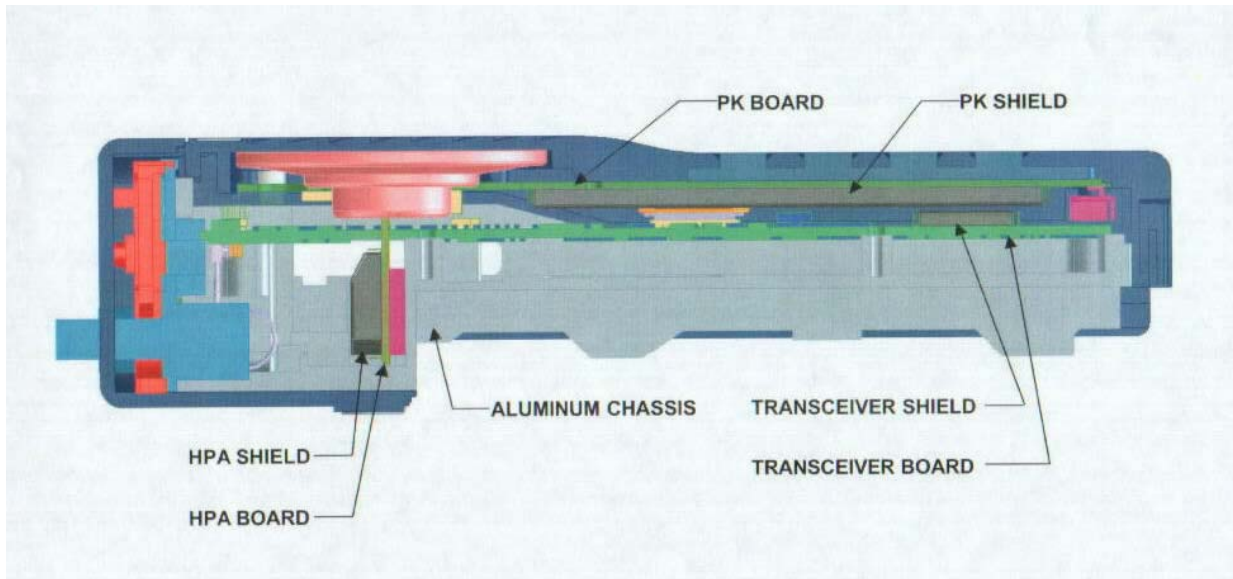 PK BOARD
PK SHIELD
ALUMINUM CHASSIS
TRANSCEIVER SHIELD
HPA SHIELD
TRANSCEIVER BOARD
HPA BOARD